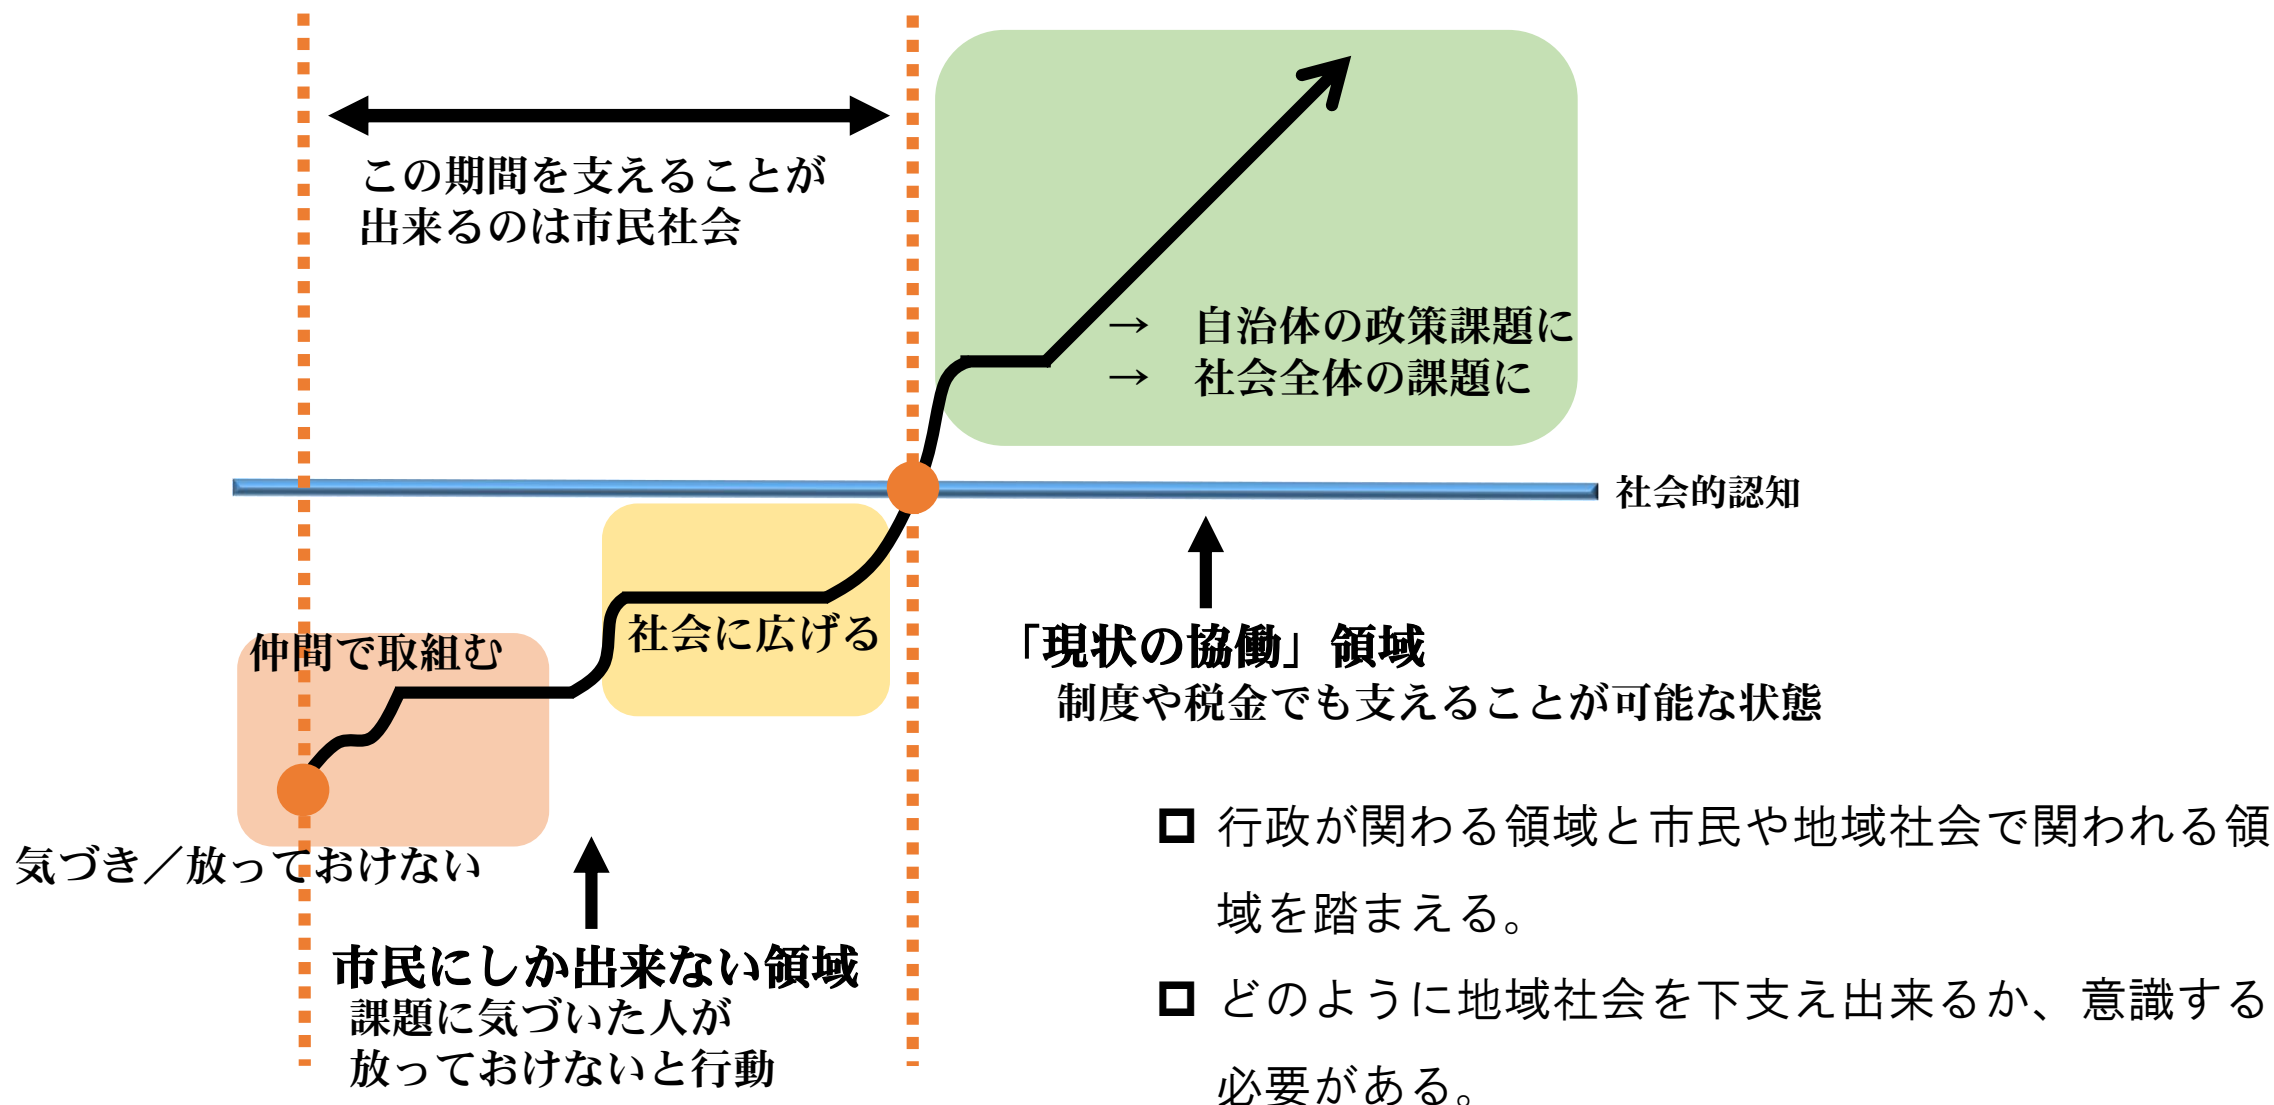 この期間を支えることが
出来るのは市民社会
→　自治体の政策課題に
→　社会全体の課題に
社会的認知
社会に広げる
仲間で取組む
「現状の協働」領域
制度や税金でも支えることが可能な状態
気づき／放っておけない
市民にしか出来ない領域
課題に気づいた人が
放っておけないと行動
行政が関わる領域と市民や地域社会で関われる領
域を踏まえる。
どのように地域社会を下支え出来るか、意識する
必要がある。